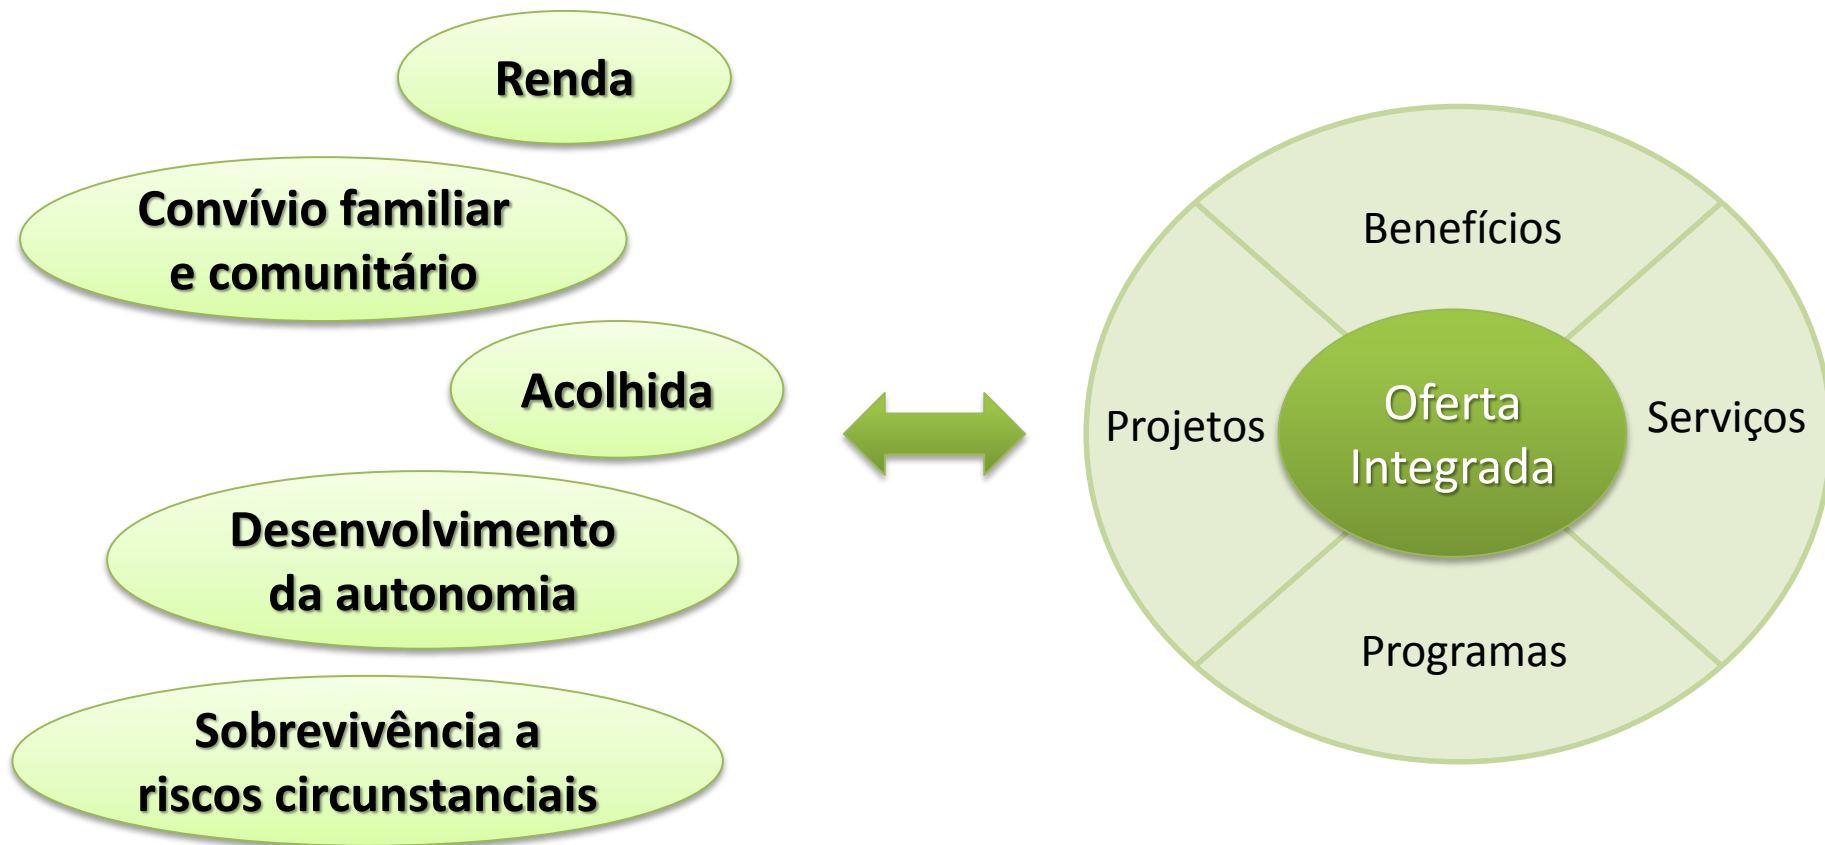 Renda
Convívio familiar
e comunitário
Acolhida
Desenvolvimento
da autonomia
Sobrevivência a
riscos circunstanciais
Benefícios
Projetos
Oferta
Integrada
Serviços
Programas